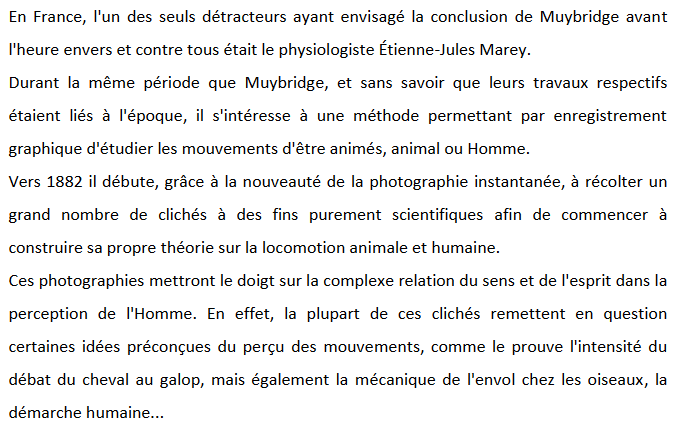 En France, l'un des seuls détracteurs ayant envisagé la conclusion de Muybridge avant
l'heure envers et contre tous était le physiologiste Étienne-Jules Marey.
Durant la même période que Muybridge, et sans savoir que leurs travaux respectifs
étaient liés à l'époque, il s'intéresse à une méthode permettant par enregistrement
graphique d'étudier les mouvements d'être animés, animal ou Homme.
Vers 1882 il débute, grâce à la nouveauté de la photographie instantanée, à récolter un
grand nombre de clichés à des fins purement scientifiques afin de commencer à
construire sa propre théorie sur la locomotion animale et humaine.
Ces photographies mettront le doigt sur la complexe relation du sens et de l'esprit dans la
perception de l'Homme. En effet, la plupart de ces clichés remettent en question
certaines idées préconçues du perçu des mouvements, comme le prouve l'intensité du
débat du cheval au galop, mais également la mécanique de l'envol chez les oiseaux, la
démarche humaine...